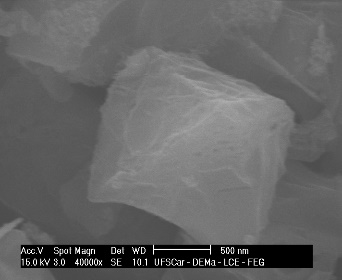 Acc.V Spot Magn Det WD 500 nm
15.0 kV 3.0 40000x SE 10.1 UFSCar - DEMa - LCE - FEG